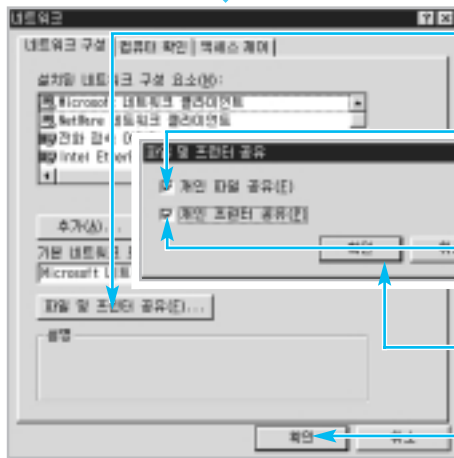 네트워크
네트워크 구성 컴퓨터 확인 액세스 제어
설치된 네트워크 구성 요소(N):
Microsoft 네트워크 클라이언트
NetWare 네트워크 클라이언트
전화 접속
Intel Ether
파일 및 프린터 공유
개인 파일 공유(E)
개인 프린터 공유(P)
확인
추가(A)...
기본 네트워크
Microsoft 네트
파일 및 프린터 공유(F)...
설명
확인 취소